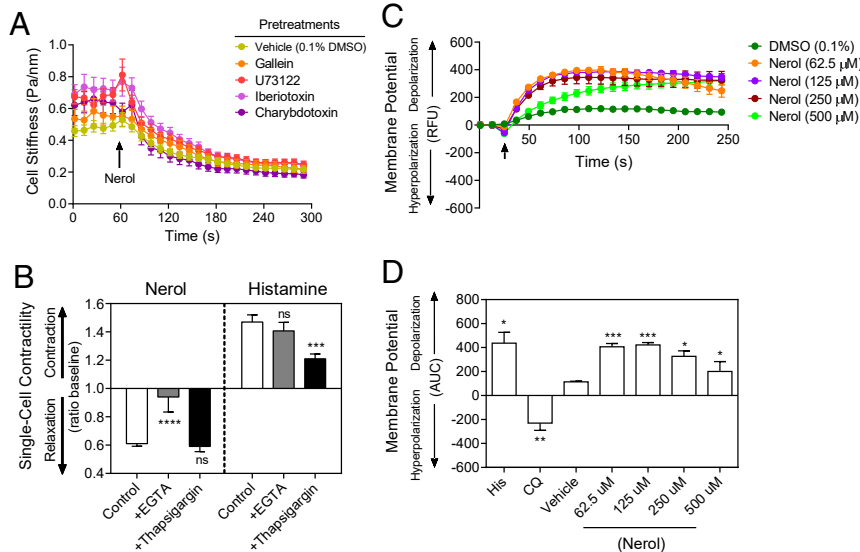 A
Pretreatments
Vehicle (0.1% DMSO)
Gallein
U73122
Iberiotoxin
Charybdotoxin
Cell Stiffness (Pa/nm)
1.0
0.8
0.6
0.4
0.2
0.0
Nerol
0 60 120 180 240 300
Time (s)
C
Membrane Potential
Hyperpolarization Depolarization
(RFU)
600
400
200
0
-200
-400
-600
50 100 150 200 250
Time (s)
DMSO (0.1%)
Nerol (62.5 µM)
Nerol (125 µM)
Nerol (250 µM)
Nerol (500 µM)
B
Nerol Histamine
Single-Cell Contractility
Relaxation Contraction
(ratio baseline)
1.6
1.4
1.2
1.0
0.8
0.6
0.4
ns
***
****
ns
Control
+EGTA
+Thapsigargin
Control
+EGTA
+Thapsigargin
D
Membrane Potential
Hyperpolarization Depolarization
(AUC)
800
600
400
200
0
-200
-400
-600
*
**
***
***
*
*
His
CQ
Vehicle
62.5 uM
125 uM
250 uM
500 uM
(Nerol)